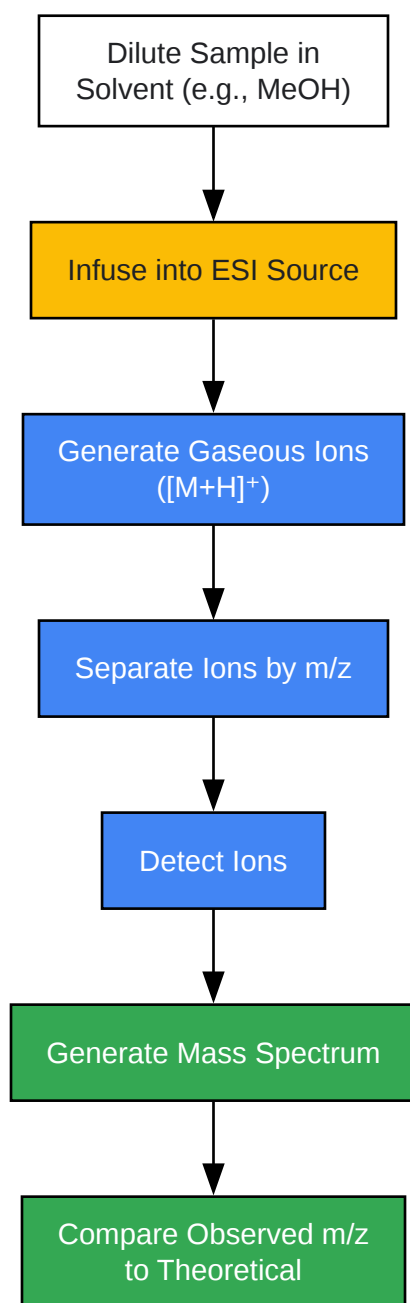 Dilute Sample in
Solvent (e.g., MeOH)
Infuse into ESI Source
Generate Gaseous Ions
([M+H]⁺)
Separate Ions by m/z
Detect Ions
Generate Mass Spectrum
Compare Observed m/z
to Theoretical